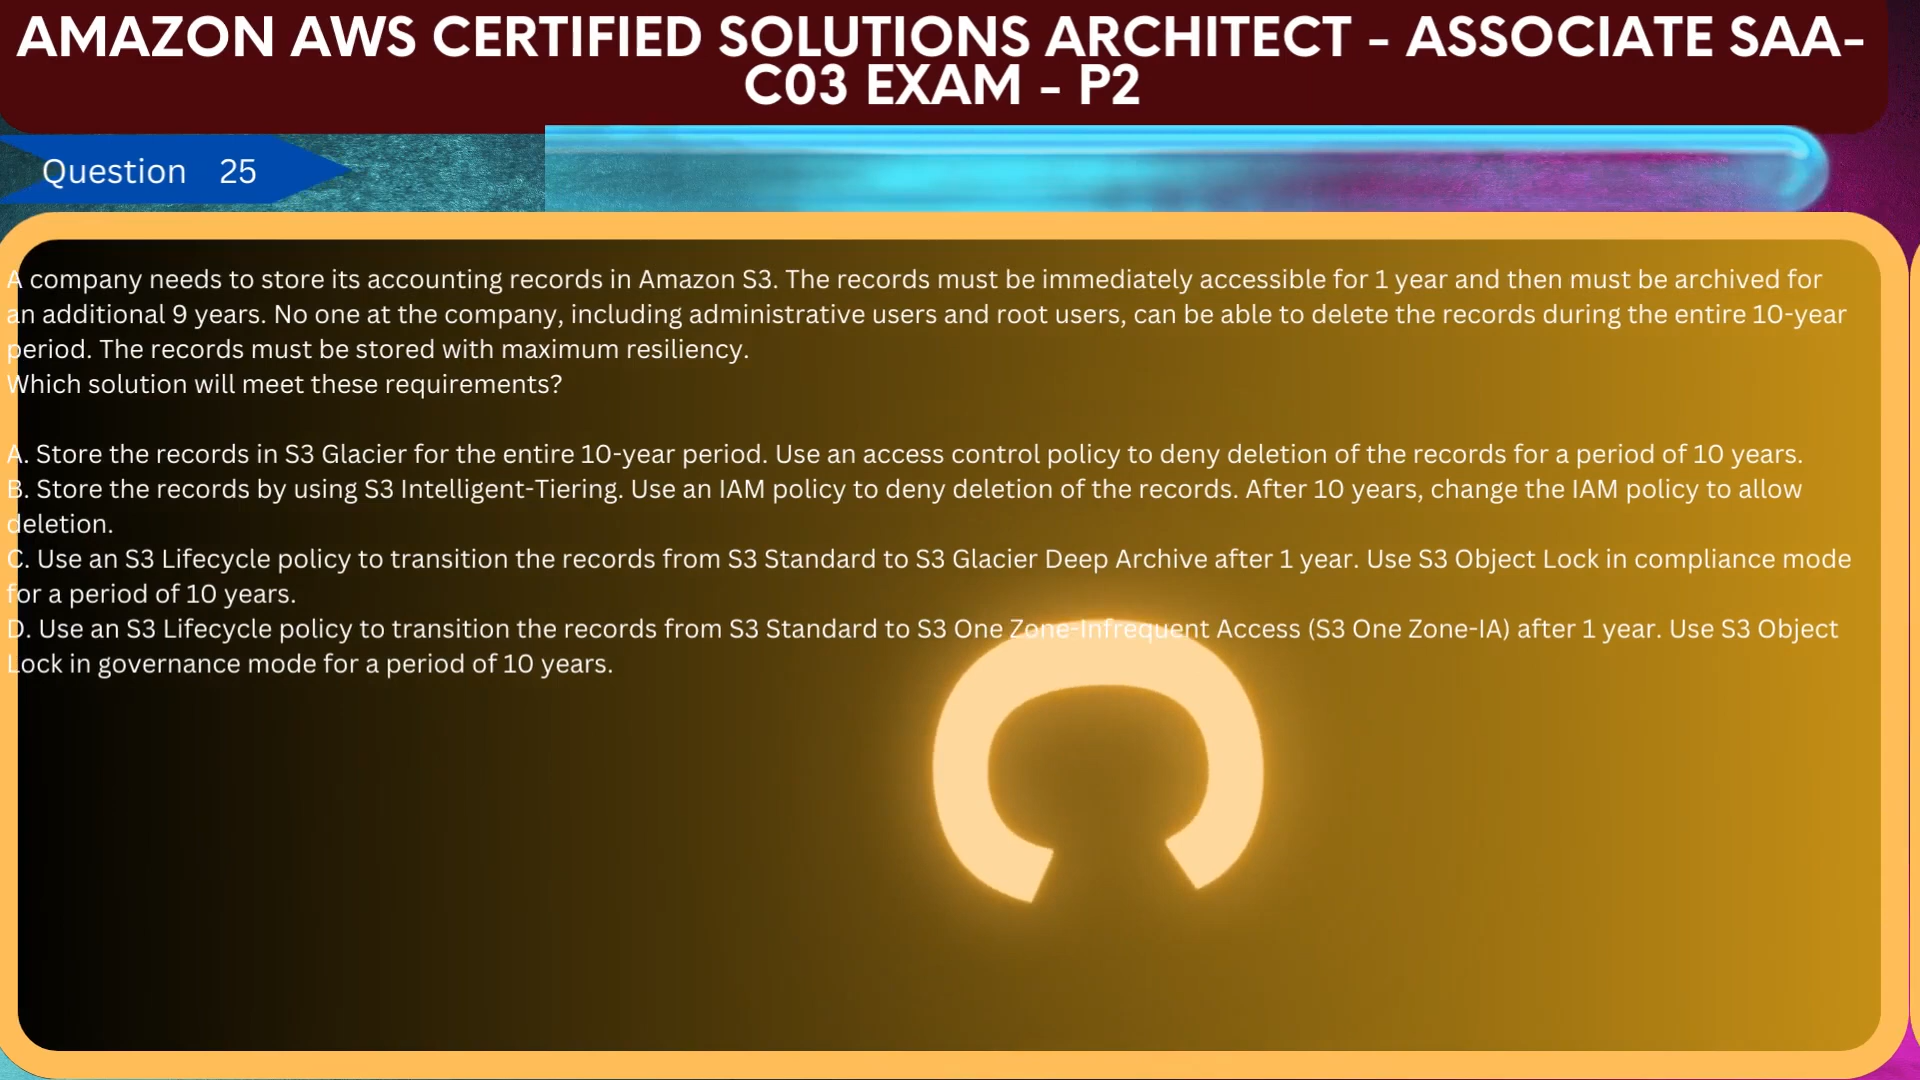 AMAZON AWS CERTIFIED SOLUTIONS ARCHITECT - ASSOCIATE SAA-
C03 EXAM - P2
Question 25
A company needs to store its accounting records in Amazon S3. The records must be immediately accessible for 1 year and then must be archived for
an additional 9 years. No one at the company, including administrative users and root users, can be able to delete the records during the entire 10-year
period. The records must be stored with maximum resiliency.
Which solution will meet these requirements?
A. Store the records in S3 Glacier for the entire 10-year period. Use an access control policy to deny deletion of the records for a period of 10 years.
B. Store the records by using S3 Intelligent-Tiering. Use an IAM policy to deny deletion of the records. After 10 years, change the IAM policy to allow
deletion.
C. Use an S3 Lifecycle policy to transition the records from S3 Standard to S3 Glacier Deep Archive after 1 year. Use S3 Object Lock in compliance mode
for a period of 10 years.
D. Use an S3 Lifecycle policy to transition the records from S3 Standard to S3 One Zone-Infrequent Access (S3 One Zone-IA) after 1 year. Use S3 Object
Lock in governance mode for a period of 10 years.